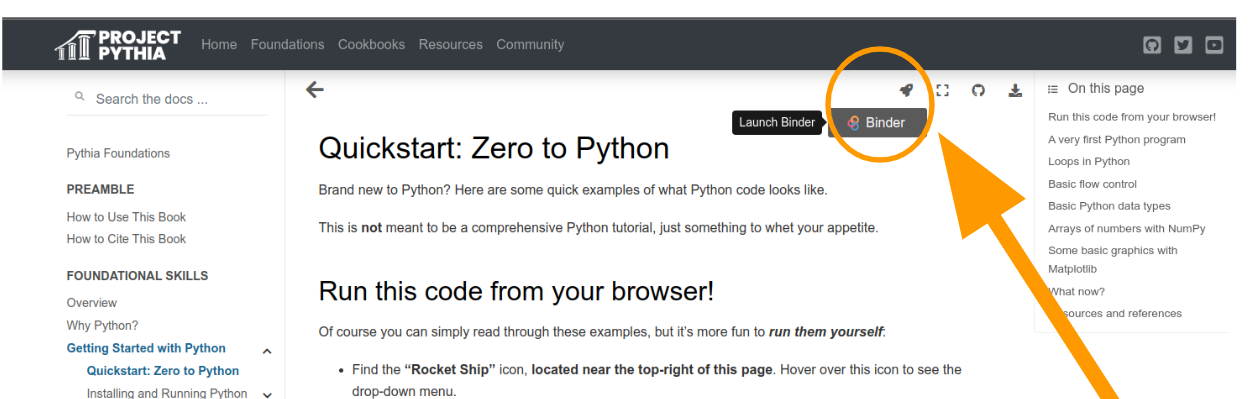 PROJECT
PYTHIA
Home Foundations Cookbooks Resources Community
Search the docs ...
Pythia Foundations
PREAMBLE
How to Use This Book
How to Cite This Book
FOUNDATIONAL SKILLS
Overview
Why Python?
Getting Started with Python
Quickstart: Zero to Python
Installing and Running Python
Launch Binder
Binder
Quickstart: Zero to Python
Brand new to Python? Here are some quick examples of what Python code looks like.
This is not meant to be a comprehensive Python tutorial, just something to whet your appetite.
Run this code from your browser!
Of course you can simply read through these examples, but it's more fun to run them yourself:
• Find the “Rocket Ship” icon, located near the top-right of this page. Hover over this icon to see the
drop-down menu.
On this page
Run this code from your browser!
A very first Python program
Loops in Python
Basic flow control
Basic Python data types
Arrays of numbers with NumPy
Some basic graphics with
Matplotlib
What now?
and references